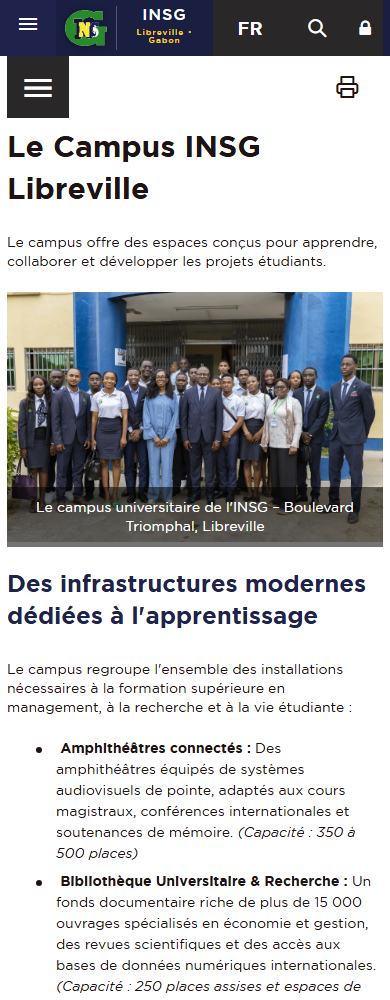 INSG
Libreville •
Gabon
FR
Le Campus INSG
Libreville
Le campus offre des espaces conçus pour apprendre,
collaborer et développer les projets étudiants.
Le campus universitaire de l'INSG – Boulevard
Triomphal, Libreville
Des infrastructures modernes
dédiées à l'apprentissage
Le campus regroupe l'ensemble des installations
nécessaires à la formation supérieure en
management, à la recherche et à la vie étudiante :
• Amphithéâtres connectés : Des
amphithéâtres équipés de systèmes
audiovisuels de pointe, adaptés aux cours
magistraux, conférences internationales et
soutenances de mémoire. (Capacité : 350 à
500 places)
• Bibliothèque Universitaire & Recherche : Un
fonds documentaire riche de plus de 15 000
ouvrages spécialisés en économie et gestion,
des revues scientifiques et des accès aux
bases de données numériques internationales.
(Capacité : 250 places assises et espaces de